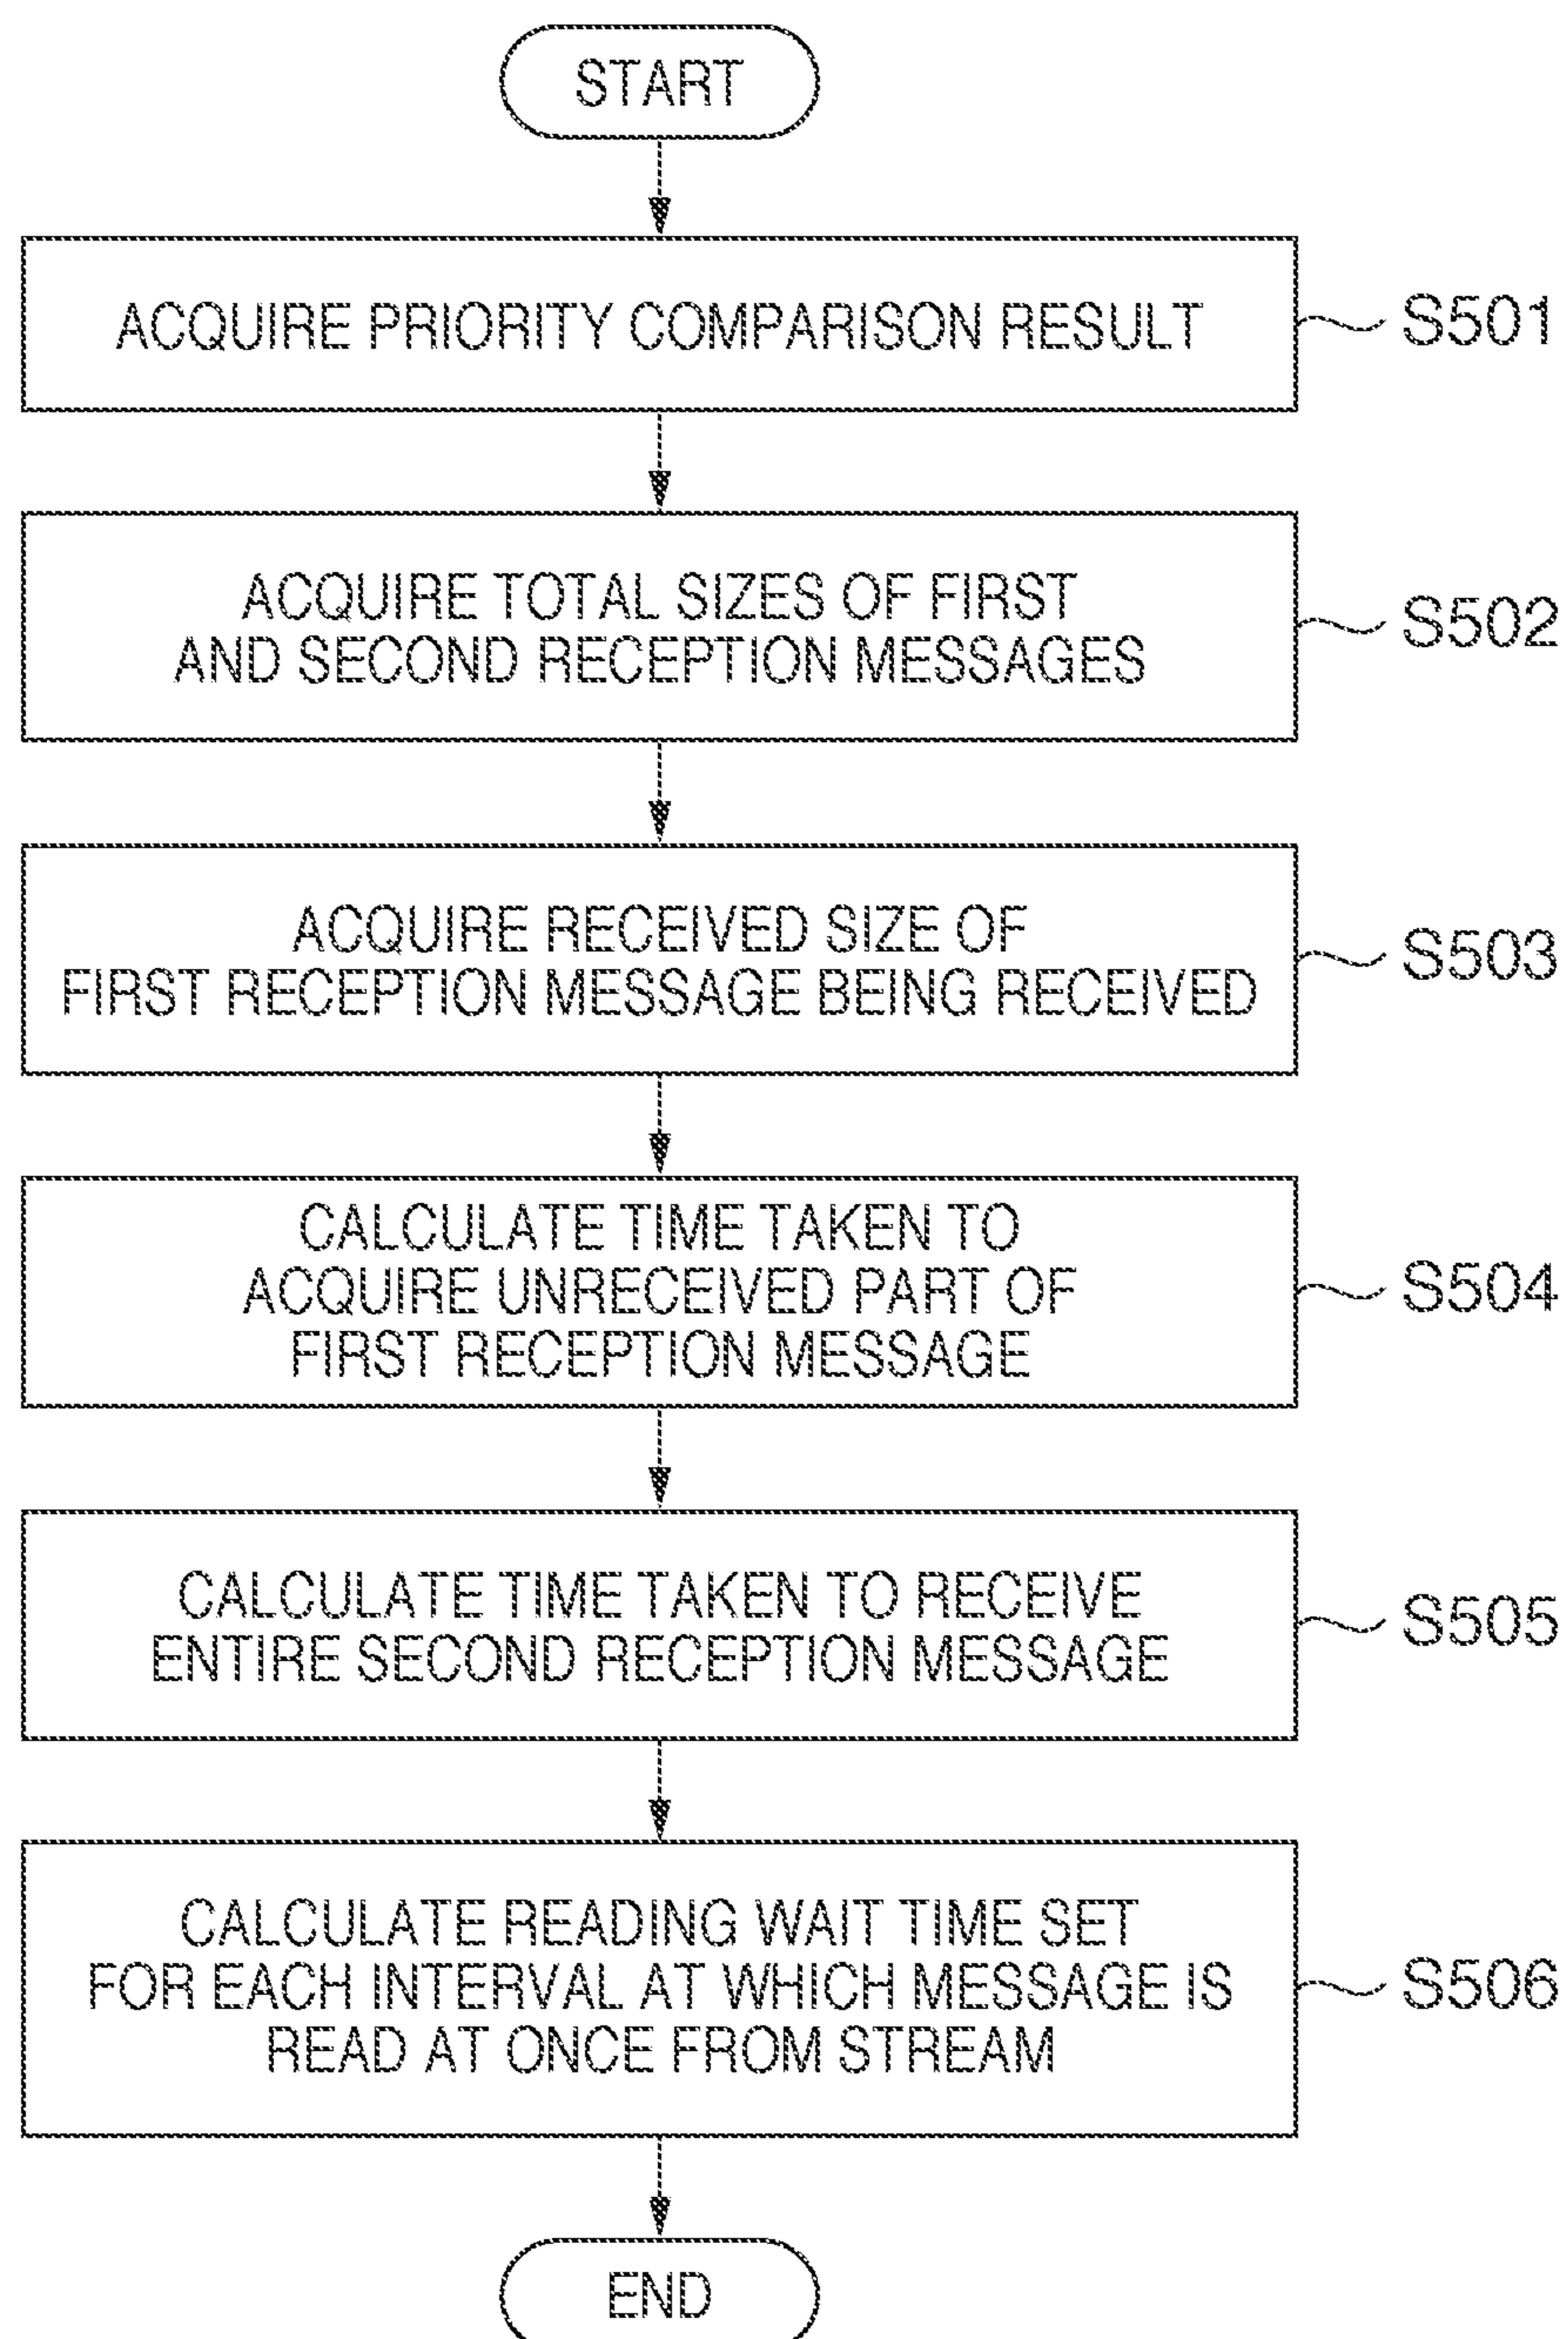 START
ACQUIRE PRIORITY COMPARISON RESULT
S501
ACQUIRE TOTAL SIZES OF FIRST
AND SECOND RECEPTION MESSAGES
S502
ACQUIRE RECEIVED SIZE OF
FIRST RECEPTION MESSAGE BEING RECEIVED
S503
CALCULATE TIME TAKEN TO
ACQUIRE UNRECEIVED PART OF
FIRST RECEPTION MESSAGE
S504
CALCULATE TIME TAKEN TO RECEIVE
ENTIRE SECOND RECEPTION MESSAGE
S505
CALCULATE READING WAIT TIME SET
FOR EACH INTERVAL AT WHICH MESSAGE IS
READ AT ONCE FROM STREAM
S506
END